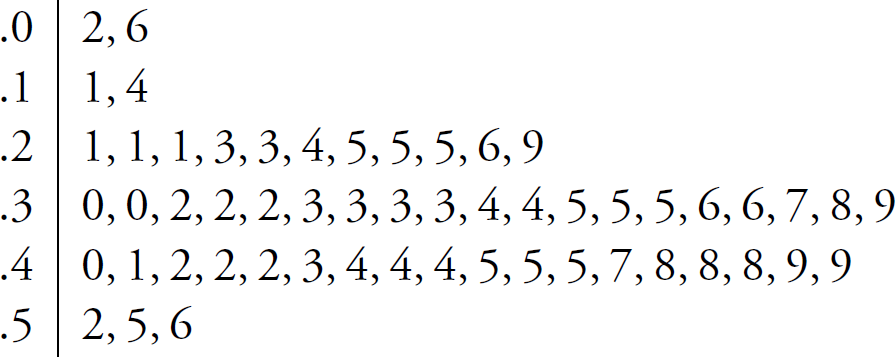 .0 | 2, 6
.1 | 1, 4
.2 | 1, 1, 1, 3, 3, 4, 5, 5, 5, 6, 9
.3 | 0, 0, 2, 2, 2, 3, 3, 3, 3, 4, 4, 5, 5, 5, 6, 6, 7, 8, 9
.4 | 0, 1, 2, 2, 2, 3, 4, 4, 4, 5, 5, 5, 7, 8, 8, 8, 9, 9
.5 | 2, 5, 6